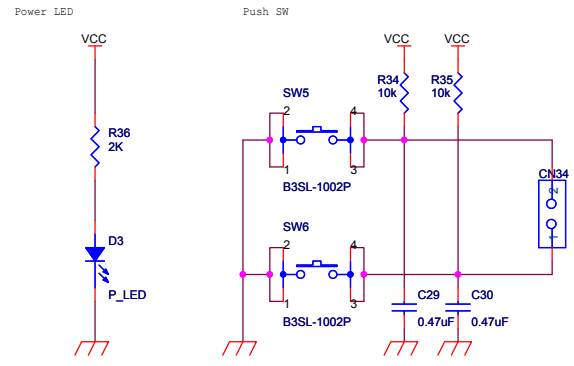 Power LED
Push SW
VCC
VCC
VCC
R34
10k
R35
10k
SW5
2
4
R36
2K
1
3
B3SL-1002P
CN34
2
1
SW6
D3
2
4
P_LED
1
3
B3SL-1002P
C29
0.47uF
C30
0.47uF